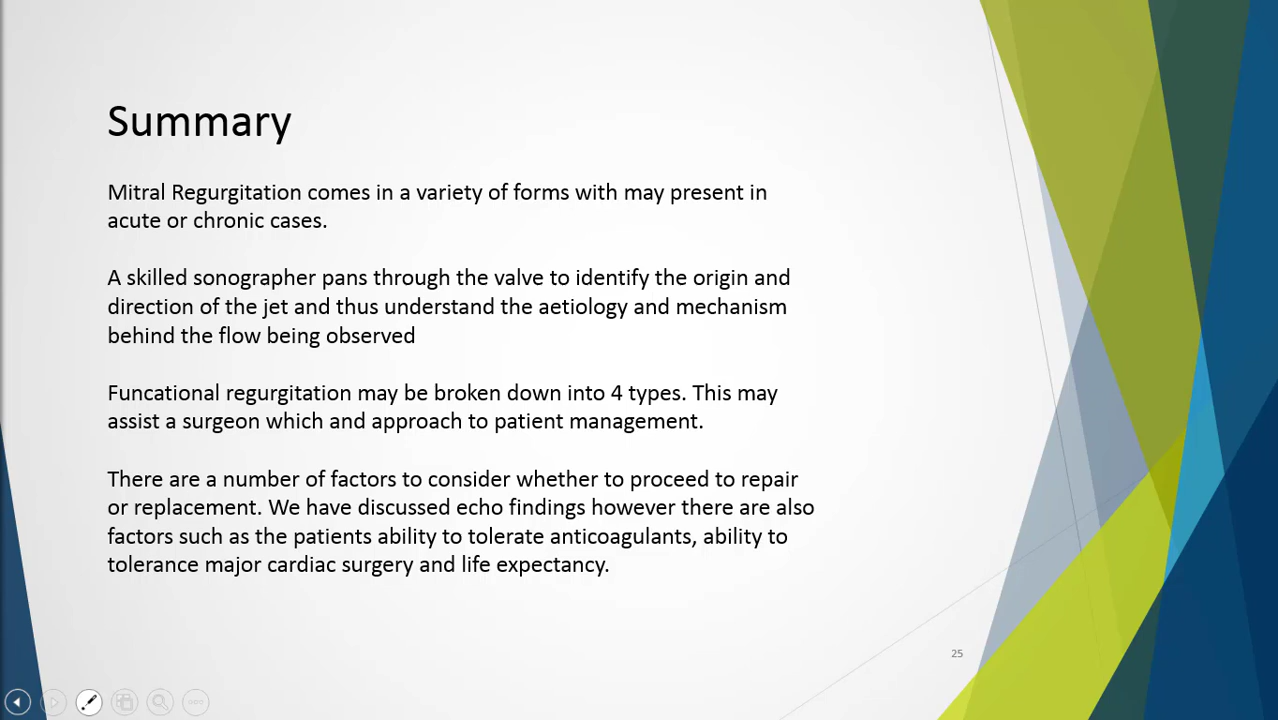 Summary
Mitral Regurgitation comes in a variety of forms with may present in
acute or chronic cases.
A skilled sonographer pans through the valve to identify the origin and
direction of the jet and thus understand the aetiology and mechanism
behind the flow being observed
Funcational regurgitation may be broken down into 4 types. This may
assist a surgeon which and approach to patient management.
There are a number of factors to consider whether to proceed to repair
or replacement. We have discussed echo findings however there are also
factors such as the patients ability to tolerate anticoagulants, ability to
tolerance major cardiac surgery and life expectancy.
25